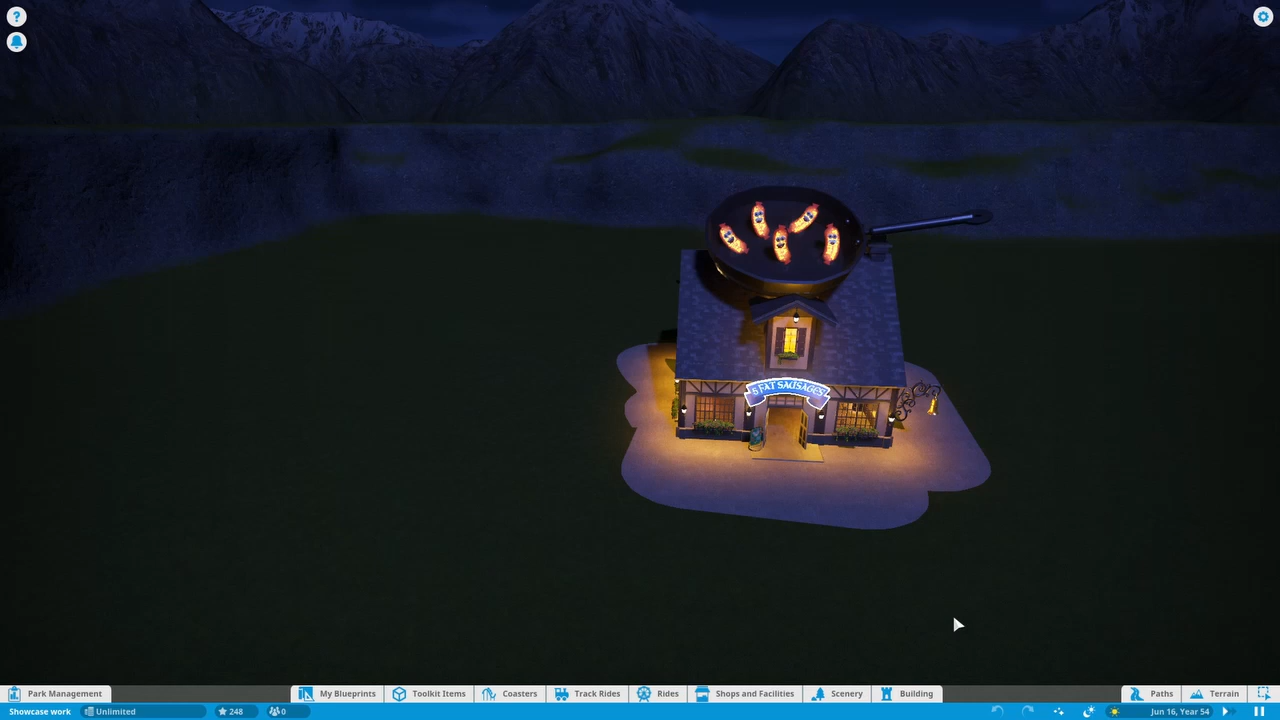 ?
5 FAT SAUSAGES
Park Management
My Blueprints
Toolkit Items
Coasters
Track Rides
Rides
Shops and Facilities
Scenery
Building
Paths
Terrain
Showcase work
Unlimited
248
0
Jun 16, Year 54